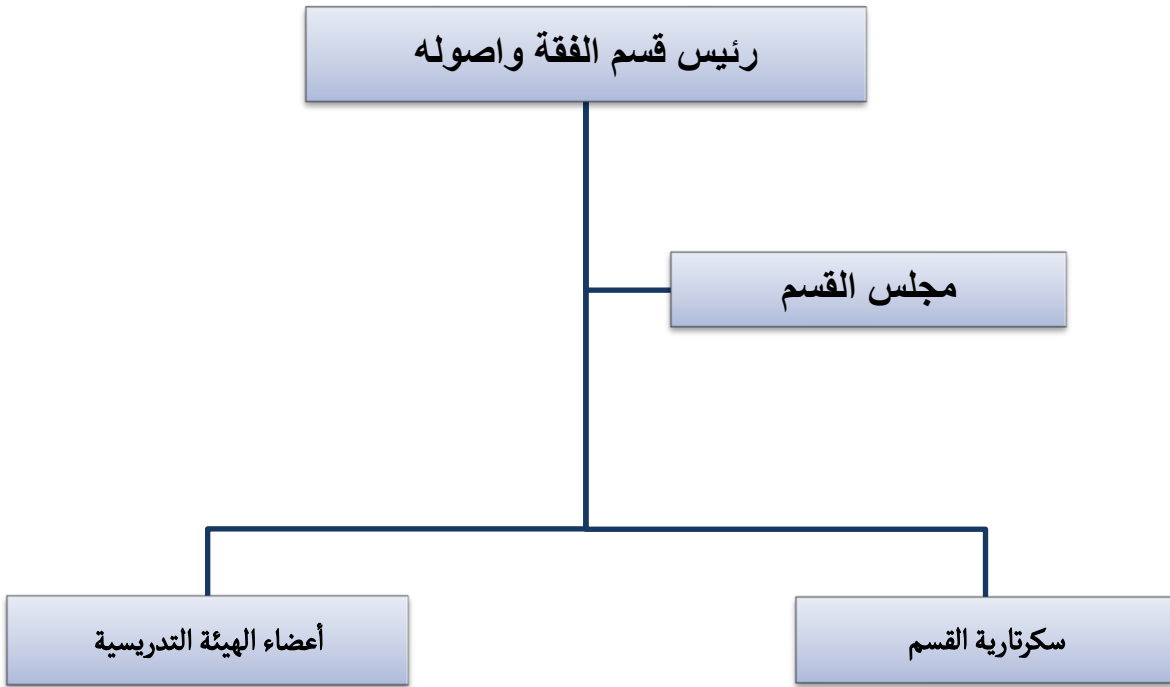 رئيس قسم الفقة واصوله
مجلس القسم
سكرتارية القسم
أعضاء الهيئة التدريسية